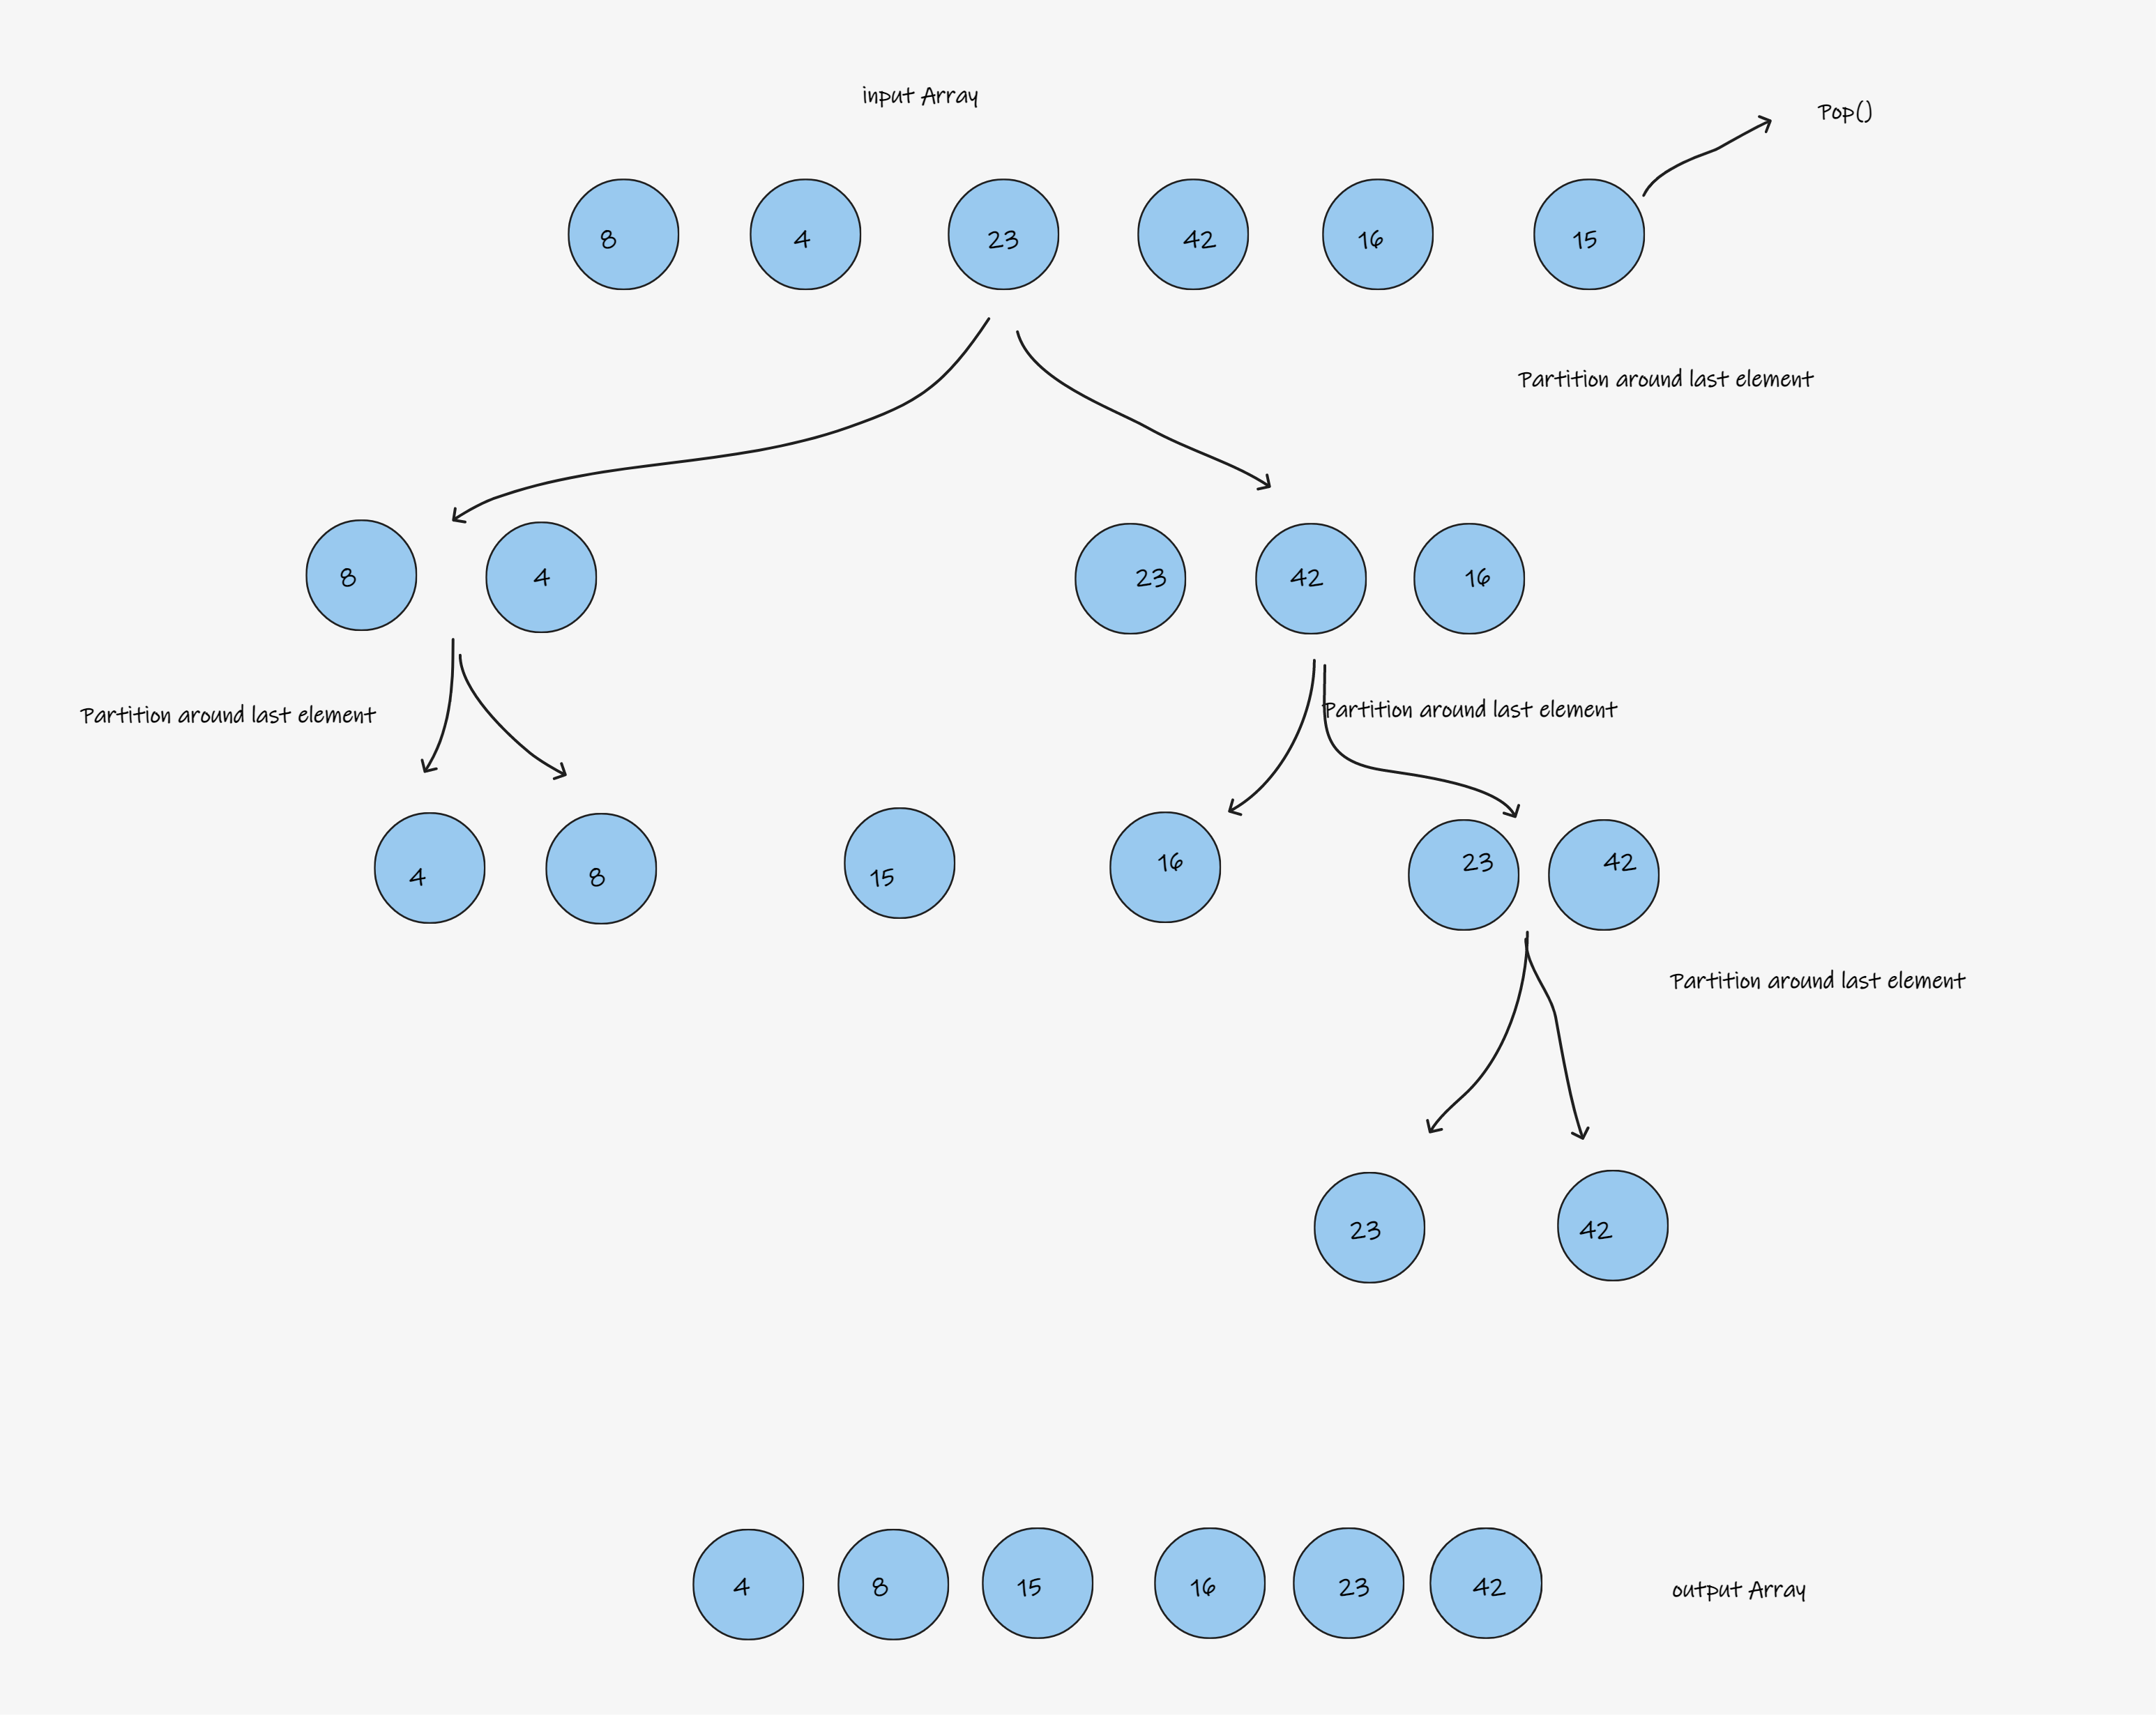 input Array
Pop()
8 4 23 42 16 15
Partition around last element
8 4 23 42 16
Partition around last element
Partition around last element
4 8 15 16 23 42
Partition around last element
23 42
4 8 15 16 23 42
output Array